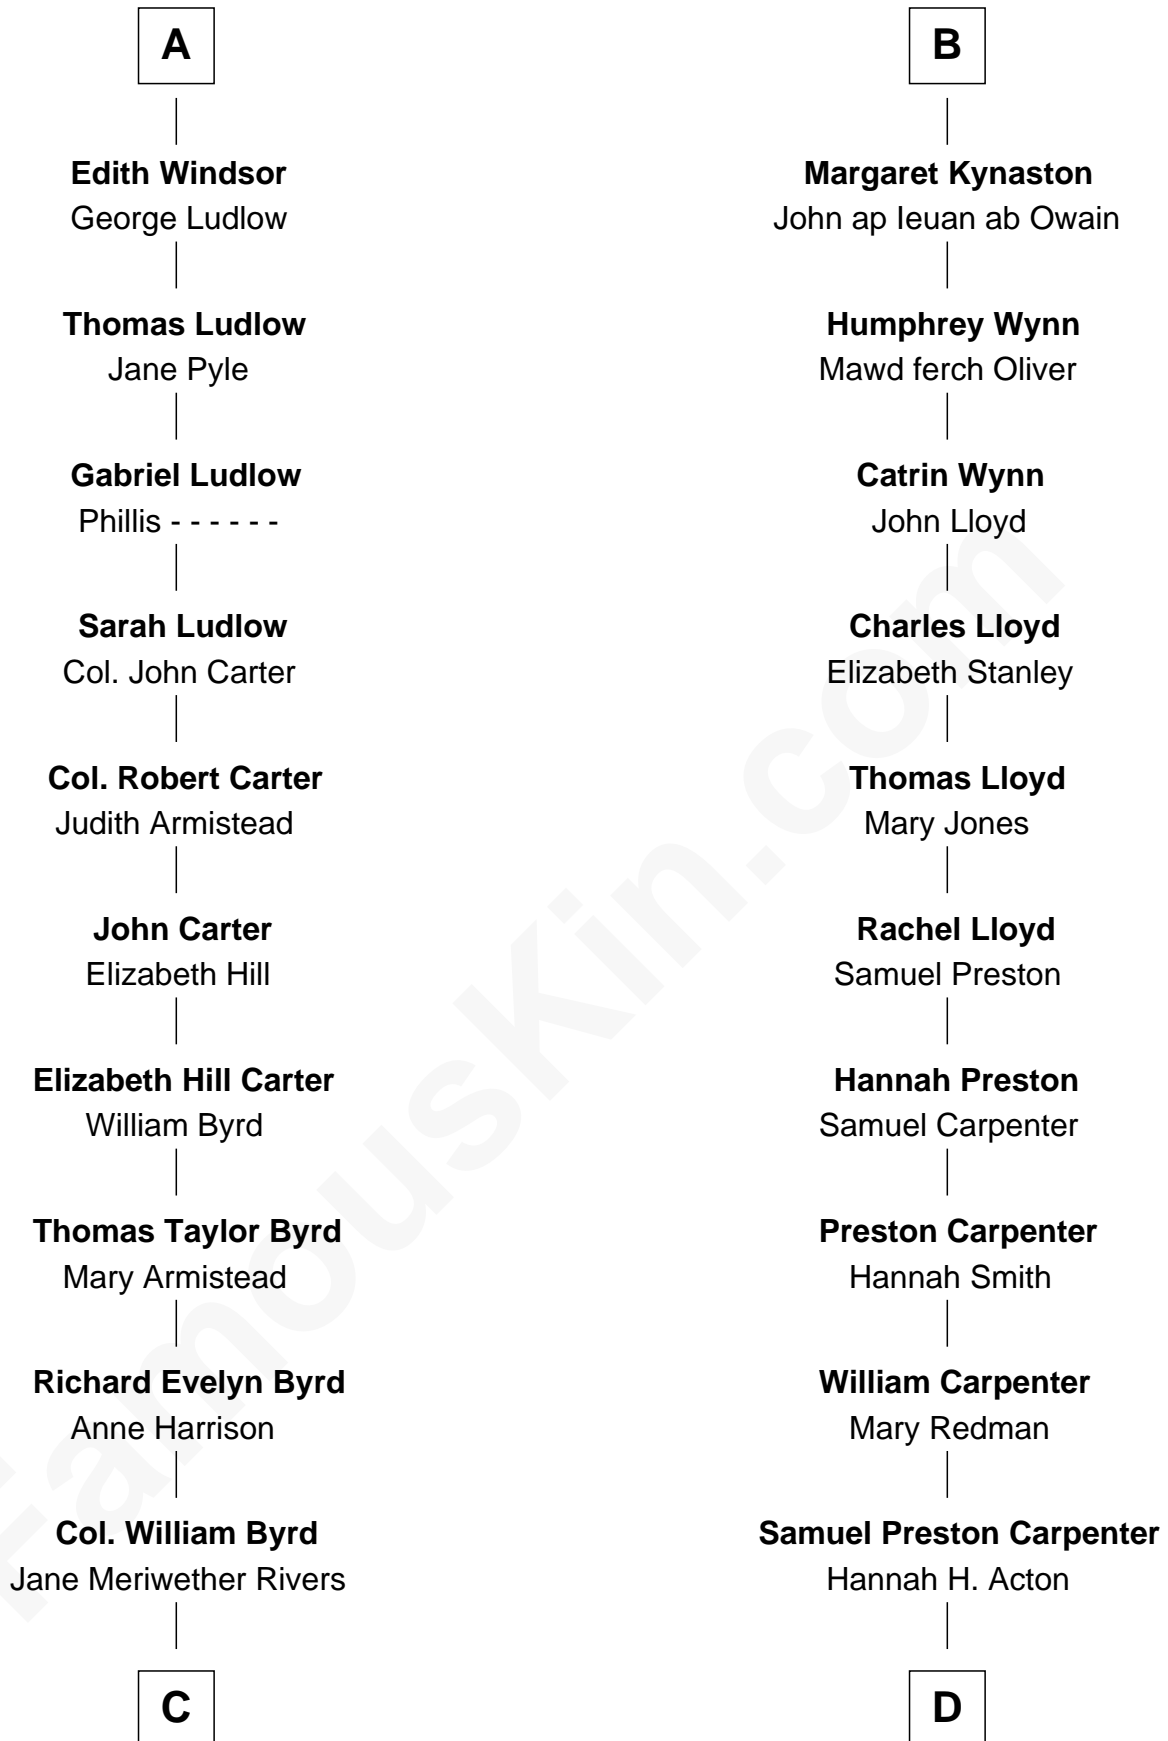 A
Edith Windsor
George Ludlow
Thomas Ludlow
Jane Pyle
Gabriel Ludlow
Phillis - - - - - -
Sarah Ludlow
Col. John Carter
Col. Robert Carter
Judith Armistead
John Carter
Elizabeth Hill
Elizabeth Hill Carter
William Byrd
Thomas Taylor Byrd
Mary Armistead
Richard Evelyn Byrd
Anne Harrison
Col. William Byrd
Jane Meriwether Rivers
C
B
Margaret Kynaston
John ap Ieuan ab Owain
Humphrey Wynn
Mawd ferch Oliver
Catrin Wynn
John Lloyd
Charles Lloyd
Elizabeth Stanley
Thomas Lloyd
Mary Jones
Rachel Lloyd
Samuel Preston
Hannah Preston
Samuel Carpenter
Preston Carpenter
Hannah Smith
William Carpenter
Mary Redman
Samuel Preston Carpenter
Hannah H. Acton
D
FamousKin.com